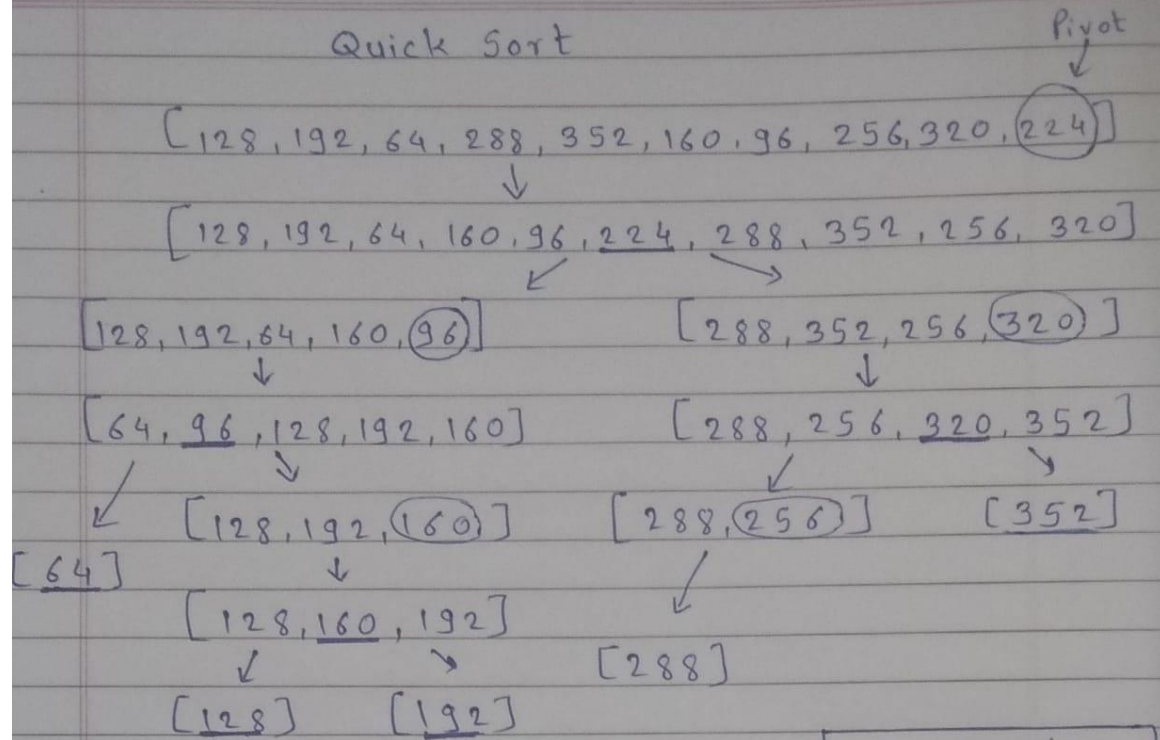 Quick Sort
Pivot
[128, 192, 64, 288, 352, 160, 96, 256, 320, 224]
[128, 192, 64, 160, 96, 224, 288, 352, 256, 320]
[128, 192, 64, 160, 96] [288, 352, 256, 320]
[64, 96, 128, 192, 160] [288, 256, 320, 352]
[128, 192, 160] [288, 256] [352]
[64]
[128, 160, 192]
[288]
[128] [192]